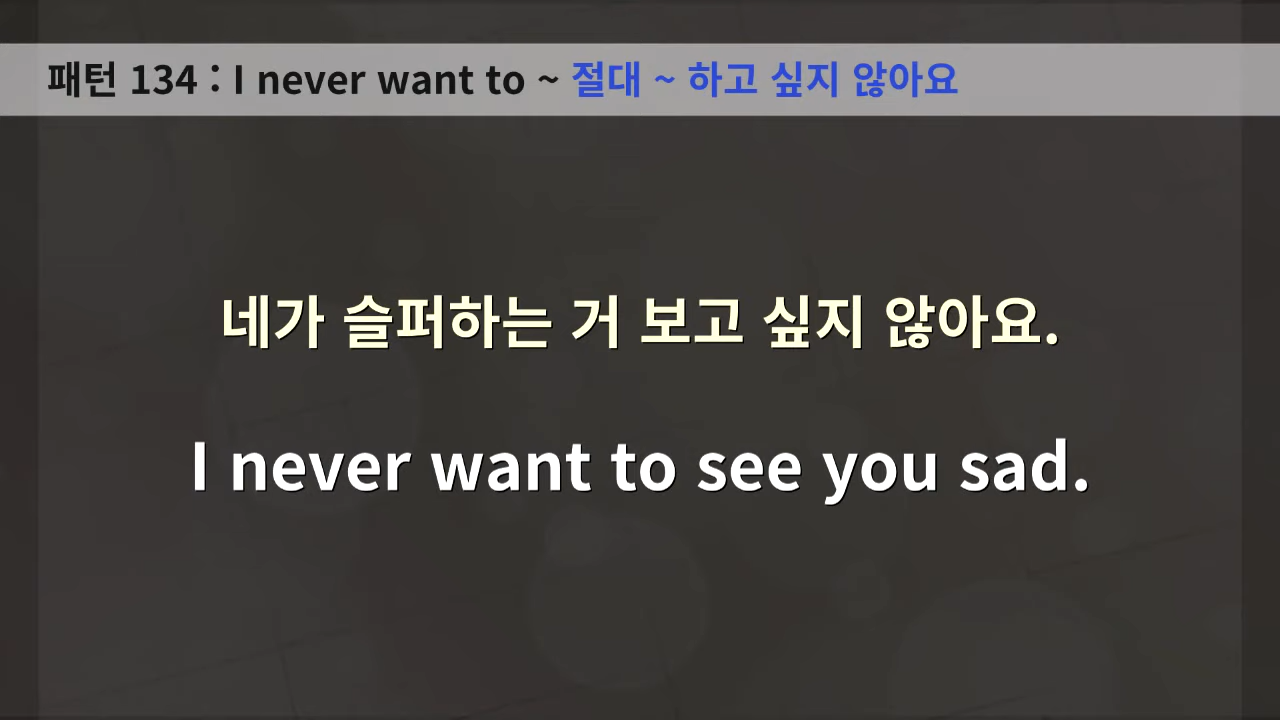 패턴 134 : I never want to ~ 절대 ~ 하고 싶지 않아요
네가 슬퍼하는 거 보고 싶지 않아요.
I never want to see you sad.